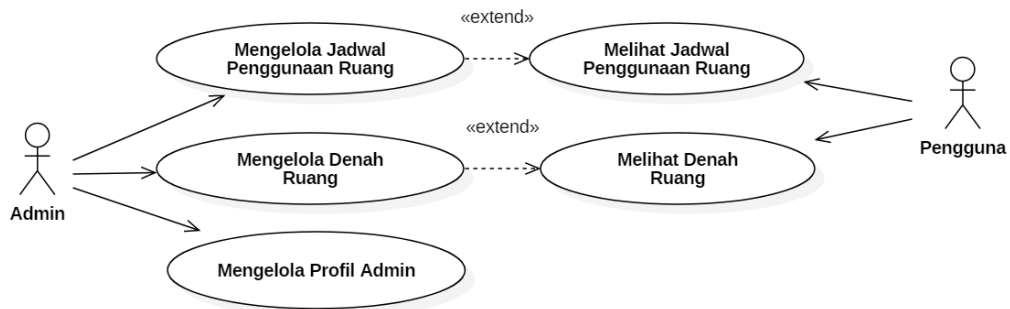 «extend»
Mengelola Jadwal
Penggunaan Ruang
Melihat Jadwal
Penggunaan Ruang
«extend»
Mengelola Denah
Ruang
Melihat Denah
Ruang
Pengguna
Admin
Mengelola Profil Admin